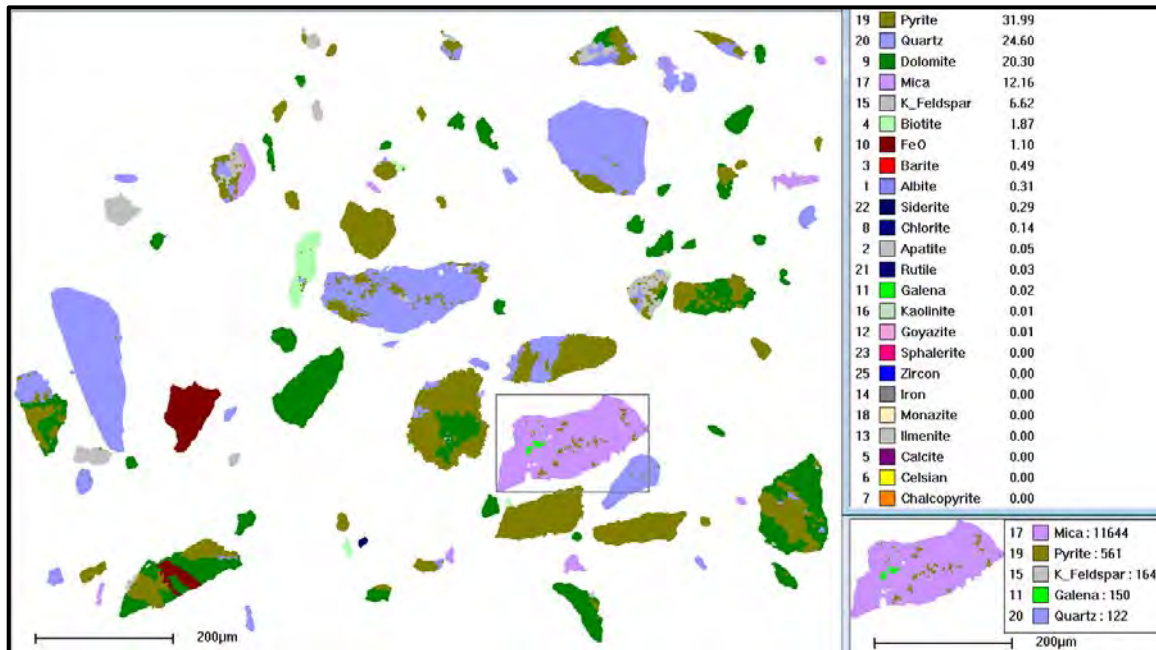 19 Pyrite 31.99
20 Quartz 24.60
9 Dolomite 20.30
17 Mica 12.16
15 K_Feldspar 6.62
4 Biotite 1.87
10 FeO 1.10
3 Barite 0.49
1 Albite 0.31
22 Siderite 0.29
8 Chlorite 0.14
2 Apatite 0.05
21 Rutile 0.03
11 Galena 0.02
16 Kaolinite 0.01
12 Goyazite 0.01
23 Sphalerite 0.00
25 Zircon 0.00
14 Iron 0.00
18 Monazite 0.00
13 Ilmenite 0.00
5 Calcite 0.00
6 Celsian 0.00
7 Chalcopyrite 0.00
200µm
17 Mica : 11644
19 Pyrite : 561
15 K_Feldspar : 164
11 Galena : 150
20 Quartz : 122
200µm